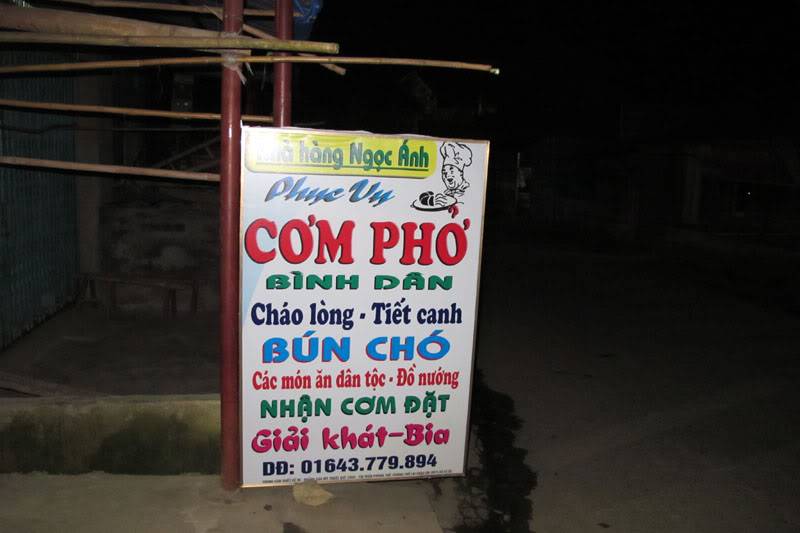 Nhà hàng Ngọc Ánh
Phục Vụ
CƠM PHỞ
BÌNH DÂN
Cháo lòng - Tiết canh
BÚN CHÓ
Các món ăn dân tộc - Đồ nướng
NHẬN CƠM ĐẶT
Giải khát-Bia
DĐ: 01643.779.894